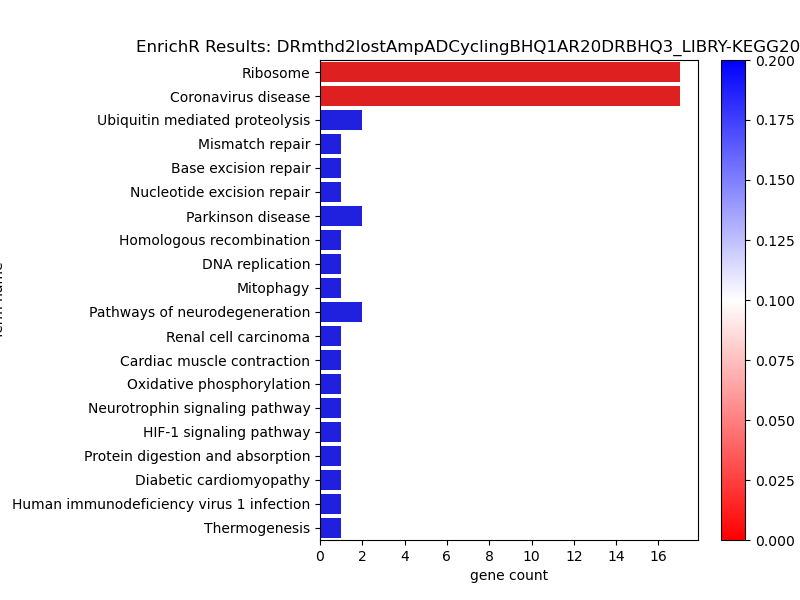 EnrichR Results: DRmthd2lostAmpADCyclingBHQ1AR20DRBHQ3_LIBRY-KEGG20
Ribosome
Coronavirus disease
Ubiquitin mediated proteolysis
Mismatch repair
Base excision repair
Nucleotide excision repair
Parkinson disease
Homologous recombination
DNA replication
Mitophagy
Pathways of neurodegeneration
Renal cell carcinoma
Cardiac muscle contraction
Oxidative phosphorylation
Neurotrophin signaling pathway
HIF-1 signaling pathway
Protein digestion and absorption
Diabetic cardiomyopathy
Human immunodeficiency virus 1 infection
Thermogenesis
0 2 4 6 8 10 12 14 16
gene count
0.200
0.175
0.150
0.125
0.100
0.075
0.050
0.025
0.000